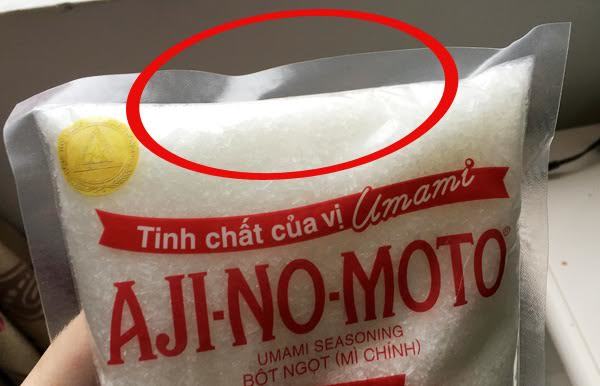 Tinh chất của vị Umami
AJI-NO-MOTO®
UMAMI SEASONING
BỘT NGỌT (MÌ CHÍNH)